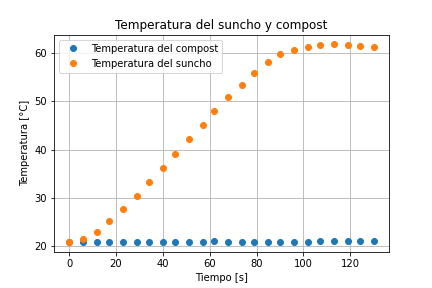 Temperatura del suncho y compost
Temperatura del compost
Temperatura del suncho
Temperatura [°C]
60
50
40
30
20
0 20 40 60 80 100 120
Tiempo [s]